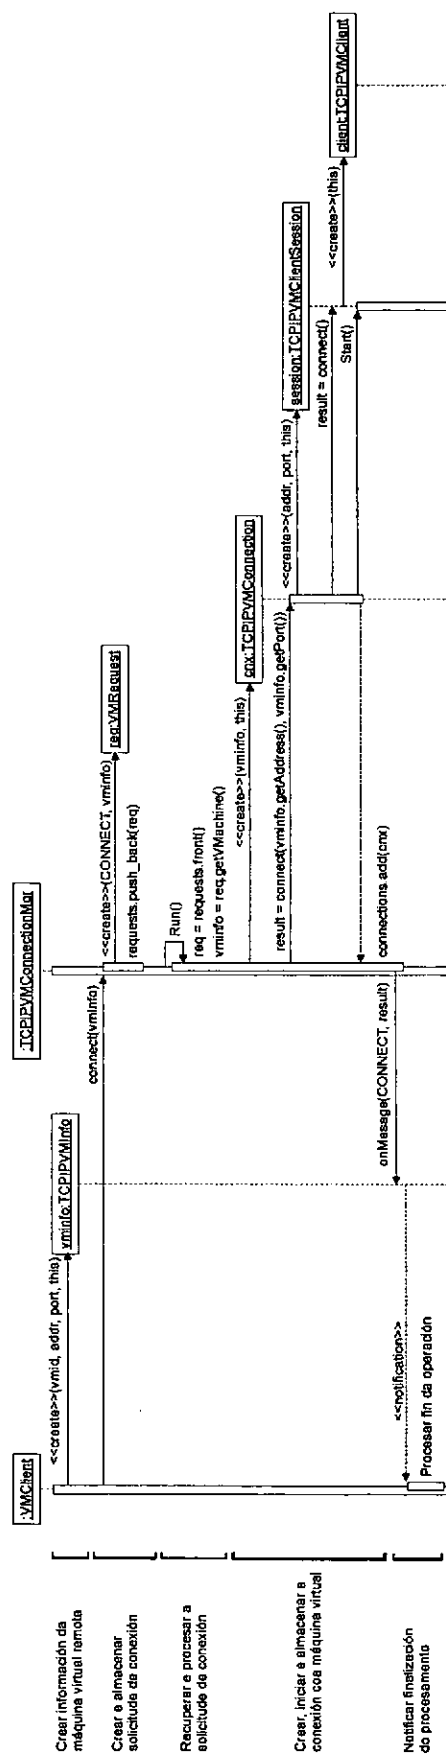 :VMClient
:TCPIPVMConnectionMgr
Crear información da
máquina virtual remota
<<create>>(vmid, addr, port, this)
vminfo:TCPIPVMInfo
Crear e almacenar
solicitude de conexión
connect(vminfo)
<<create>>(CONNECT, vminfo)
req:VMRequest
requests.push_back(req)
Recuperar e procesar a
solicitude de conexión
Run()
req = requests.front()
vminfo = req.getVMachine()
Crear, iniciar e almacenar a
conexión coa máquina virtual
<<create>>(vminfo, this)
cnx:TCPIPVMConnection
result = connect(vminfo.getAddress(), vminfo.getPort())
<<create>>(addr, port, this)
session:TCPIPVMClientSession
result = connect()
<<create>>(this)
client:TCPIPVMClient
Start()
connections.add(cnx)
Notificar finalización
do procesamento
onMessage(CONNECT, result)
<<notification>>
Procesar fin da operación